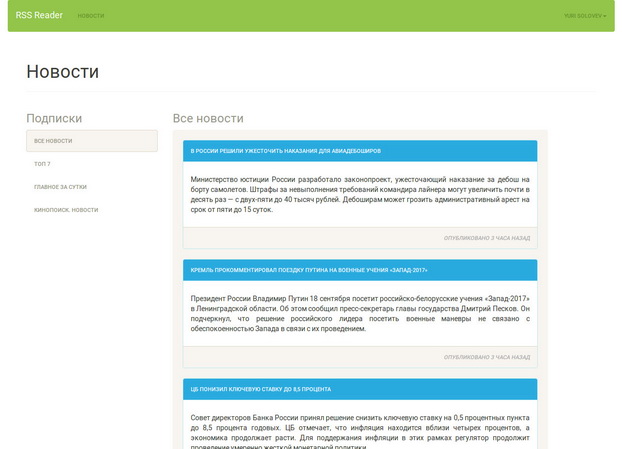 RSS Reader НОВОСТИ YURI SOLOVEV
Новости
Подписки
ВСЕ НОВОСТИ
ТОП 7
ГЛАВНОЕ ЗА СУТКИ
КИНОПОИСК. НОВОСТИ
Все новости
В РОССИИ РЕШИЛИ УЖЕСТОЧИТЬ НАКАЗАНИЯ ДЛЯ АВИАДЕБОШИРОВ
Министерство юстиции России разработало законопроект, ужесточающий наказание за дебош на
борту самолетов. Штрафы за невыполнения требований командира лайнера могут увеличить почти в
десять раз — с двух-пяти до 40 тысяч рублей. Дебоширам может грозить административный арест на
срок от пяти до 15 суток.
ОПУБЛИКОВАНО 3 ЧАСА НАЗАД
КРЕМЛЬ ПРОКОММЕНТИРОВАЛ ПОЕЗДКУ ПУТИНА НА ВОЕННЫЕ УЧЕНИЯ «ЗАПАД-2017»
Президент России Владимир Путин 18 сентября посетит российско-белорусские учения «Запад-2017»
в Ленинградской области. Об этом сообщил пресс-секретарь главы государства Дмитрий Песков. Он
подчеркнул, что решение российского лидера посетить военные маневры не связано с
обеспокоенностью Запада в связи с их проведением.
ОПУБЛИКОВАНО 3 ЧАСА НАЗАД
ЦБ ПОНИЗИЛ КЛЮЧЕВУЮ СТАВКУ ДО 8,5 ПРОЦЕНТА
Совет директоров Банка России принял решение снизить ключевую ставку на 0,5 процентных пункта
до 8,5 процента годовых. ЦБ отмечает, что инфляция находится вблизи четырех процентов, а
экономика продолжает расти. Для поддержания инфляции в этих рамках регулятор продолжит
проведение умеренно жесткой монетарной политики.